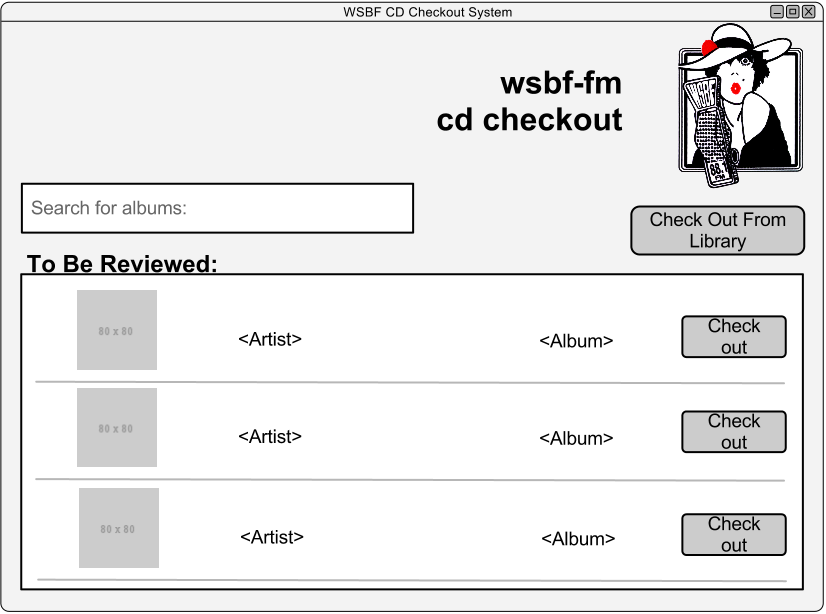 WSBF CD Checkout System
wsbf-fm
cd checkout
WSBF
88.1
FM
Search for albums:
Check Out From
Library
To Be Reviewed:
80 x 80
<Artist>
<Album>
Check
out
80 x 80
<Artist>
<Album>
Check
out
80 x 80
<Artist>
<Album>
Check
out